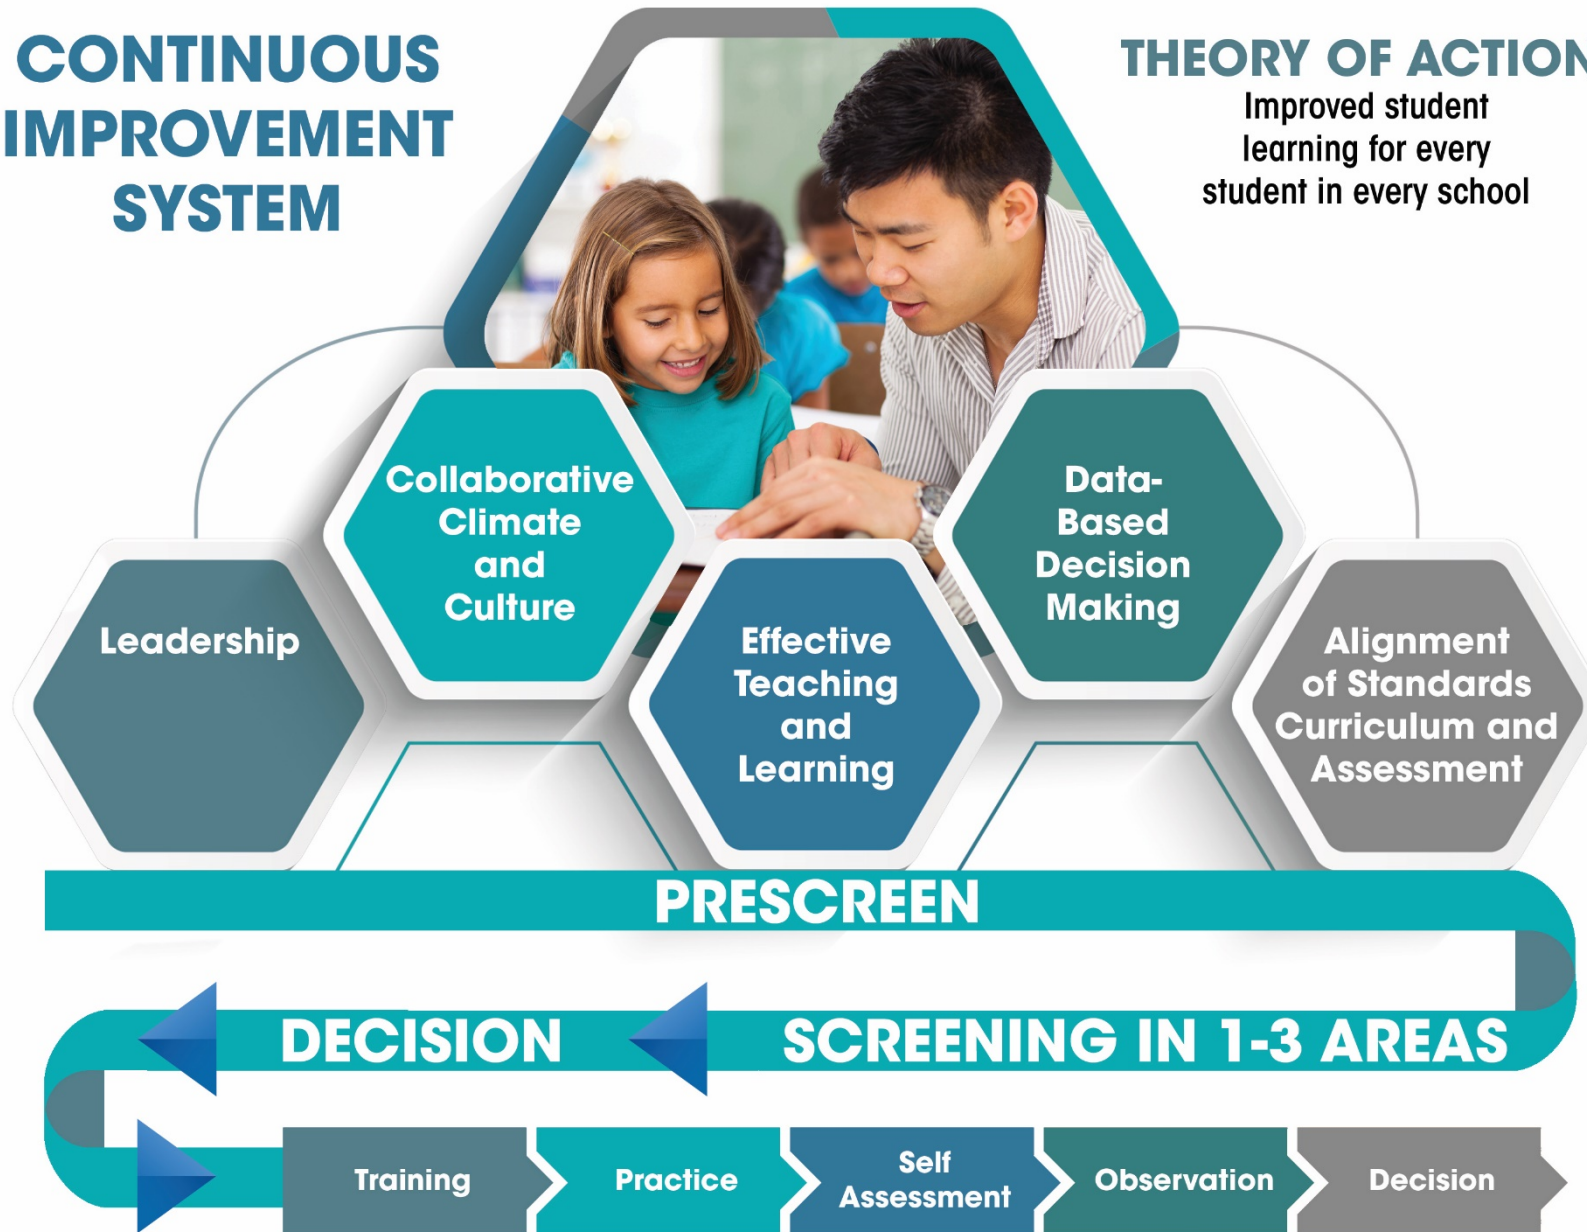 CONTINUOUS
IMPROVEMENT
SYSTEM
THEORY OF ACTION
Improved student
learning for every
student in every school
Leadership
Collaborative
Climate
and
Culture
Effective
Teaching
and
Learning
Data-
Based
Decision
Making
Alignment
of Standards
Curriculum and
Assessment
PRESCREEN
SCREENING IN 1-3 AREAS
DECISION
Training
Practice
Self
Assessment
Observation
Decision